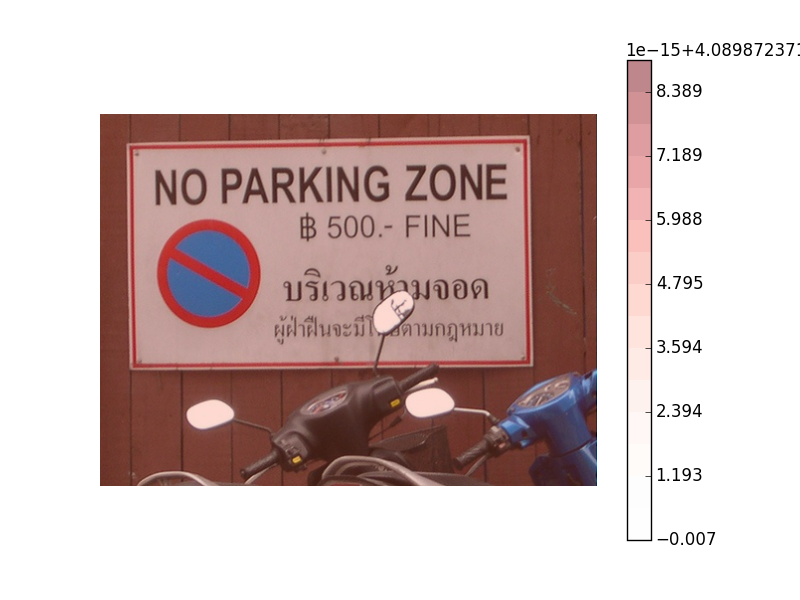 1e−15+4.089872371
8.389
7.189
5.988
4.795
3.594
2.394
1.193
−0.007
NO PARKING ZONE
฿ 500.- FINE
บริเวณห้ามจอด
ผู้ฝ่าฝืนจะมี ตามกฎหมาย